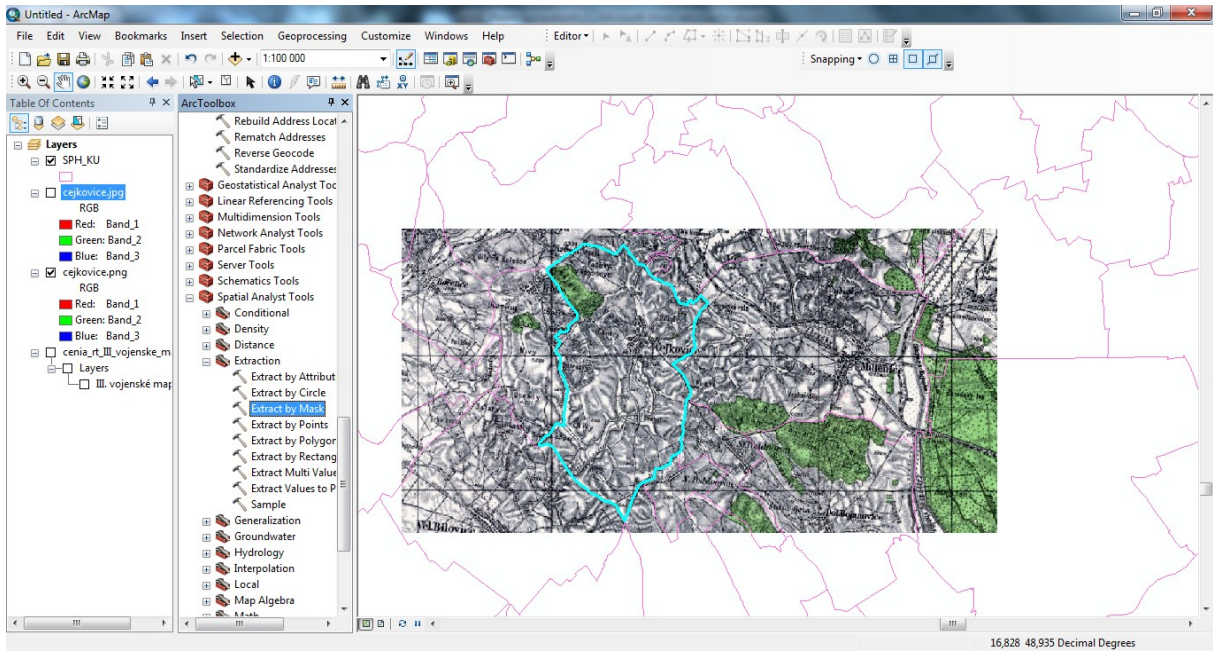 Untitled - ArcMap
File Edit View Bookmarks Insert Selection Geoprocessing Customize Windows Help
Editor
1:100 000
Snapping
Table Of Contents
Layers
SPH_KU
cejkovice.jpg
RGB
Red: Band_1
Green: Band_2
Blue: Band_3
cejkovice.png
RGB
Red: Band_1
Green: Band_2
Blue: Band_3
cenia_rt_III_vojenske_m
Layers
III. vojenské map
ArcToolbox
Rebuild Address Locat
Rematch Addresses
Reverse Geocode
Standardize Addresses
Geostatistical Analyst Toc
Linear Referencing Tools
Multidimension Tools
Network Analyst Tools
Parcel Fabric Tools
Server Tools
Schematics Tools
Spatial Analyst Tools
Conditional
Density
Distance
Extraction
Extract by Attribut
Extract by Circle
Extract by Mask
Extract by Points
Extract by Polygor
Extract by Rectang
Extract Multi Value
Extract Values to P
Sample
Generalization
Groundwater
Hydrology
Interpolation
Local
Map Algebra
Math
16,828 48,935 Decimal Degrees